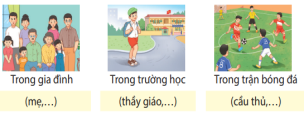 Trong gia đình
Trong trường học
Trong trận bóng đá
(mẹ,...)
(thầy giáo,...)
(cầu thủ,...)